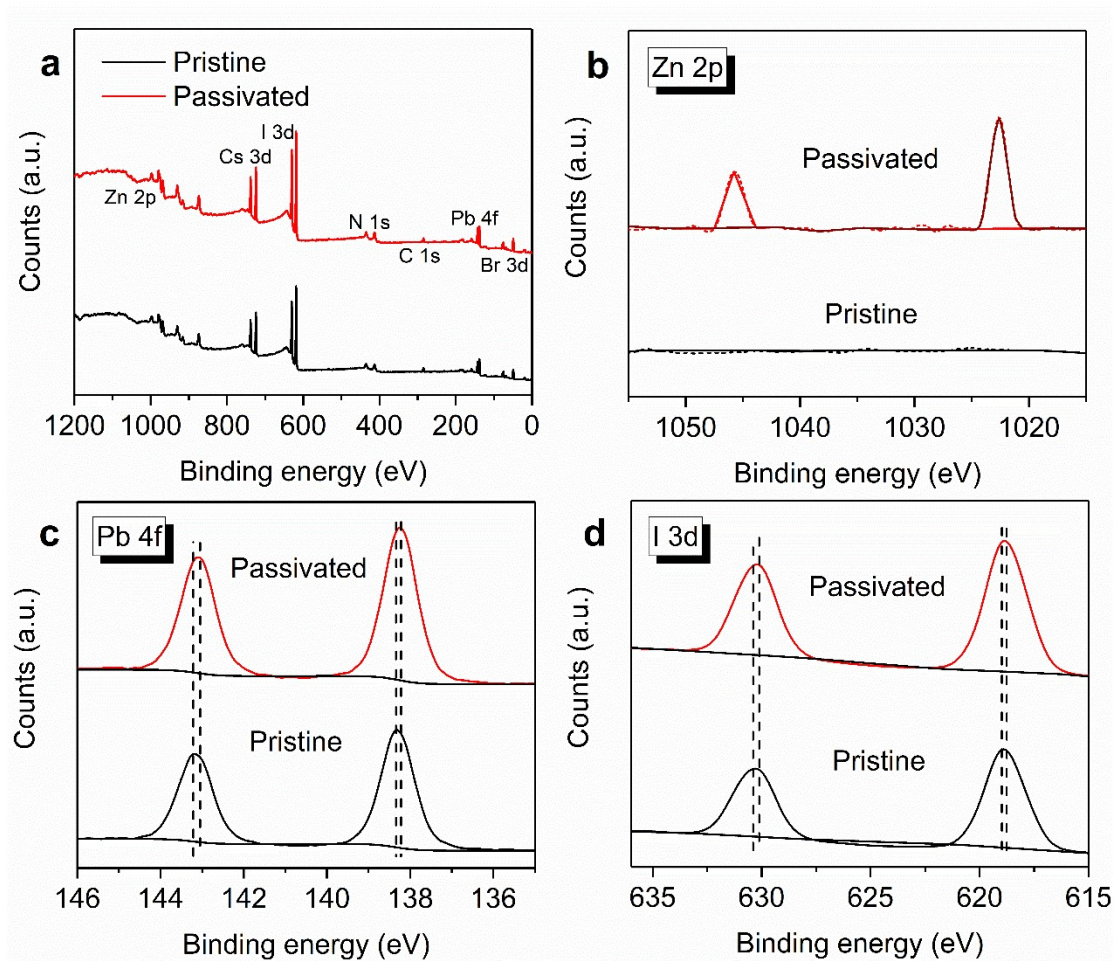 a
Pristine
Passivated
I 3d
Cs 3d
Zn 2p
N 1s
Pb 4f
C 1s
Br 3d
Counts (a.u.)
1200 1000 800 600 400 200 0
Binding energy (eV)
b
Zn 2p
Passivated
Pristine
Counts (a.u.)
1050 1040 1030 1020
Binding energy (eV)
c
Pb 4f
Passivated
Pristine
Counts (a.u.)
146 144 142 140 138 136
Binding energy (eV)
d
I 3d
Passivated
Pristine
Counts (a.u.)
635 630 625 620 615
Binding energy (eV)